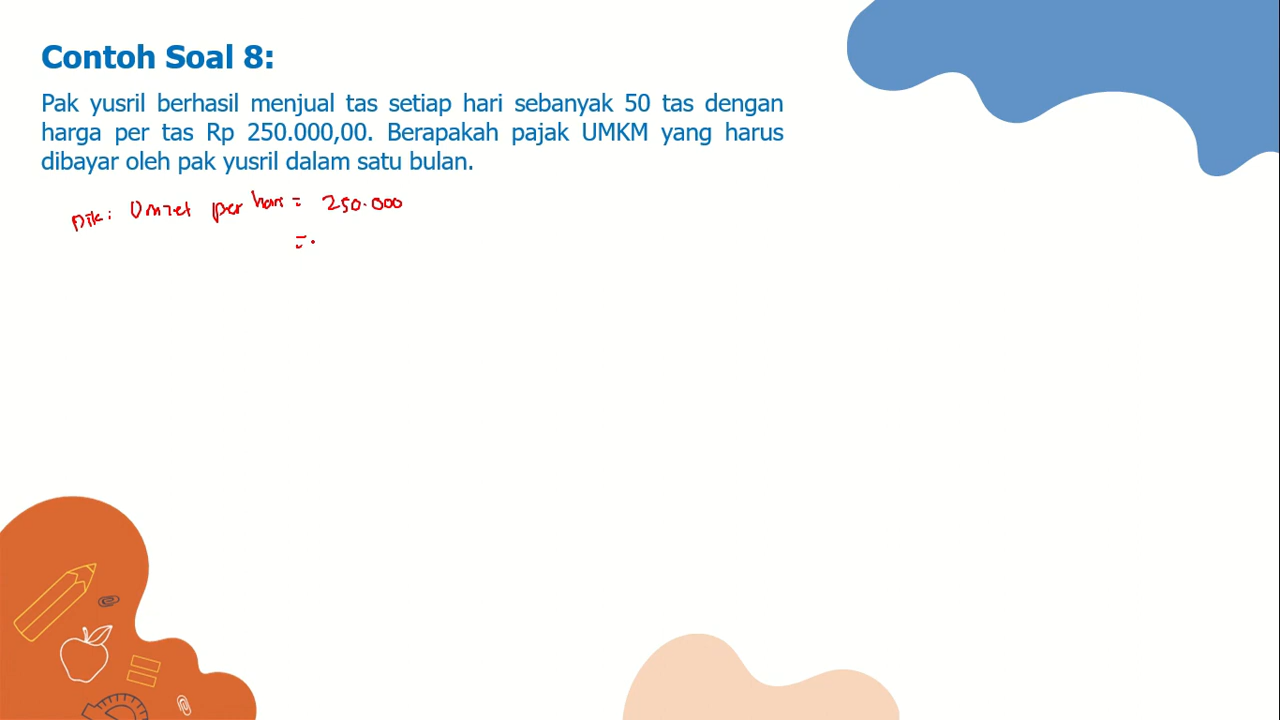 Contoh Soal 8:
Pak yusril berhasil menjual tas setiap hari sebanyak 50 tas dengan
harga per tas Rp 250.000,00. Berapakah pajak UMKM yang harus
dibayar oleh pak yusril dalam satu bulan.
Dik: Omzet per hari = 250.000
=